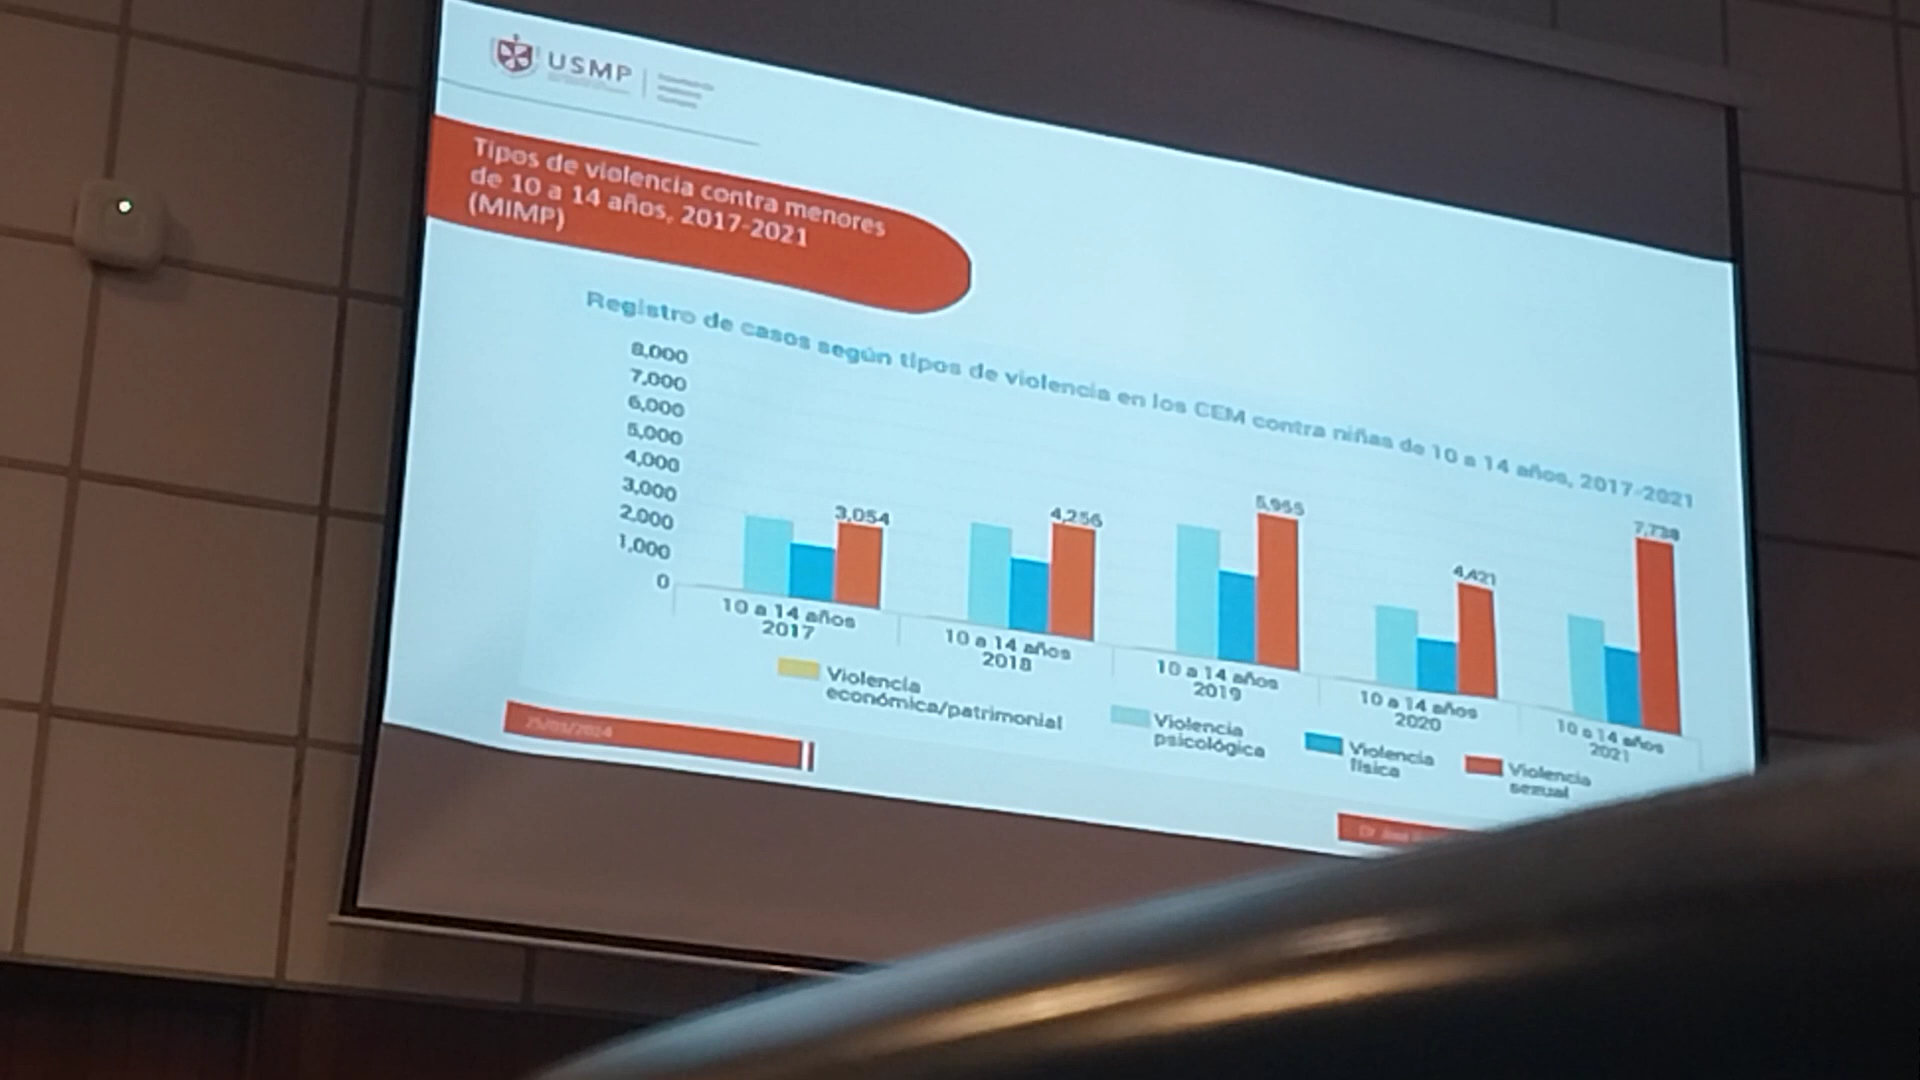 USMP
Tipos de violencia contra menores
de 10 a 14 años, 2017-2021
(MIMP)
Registro de casos según tipos de violencia en los CEM contra niñas de 10 a 14 años, 2017-2021
8,000
7,000
6,000
5,000
4,000
3,000
2,000
1,000
0
3,054
4,256
5,955
4,421
7,738
10 a 14 años
2017
10 a 14 años
2018
10 a 14 años
2019
10 a 14 años
2020
10 a 14 años
2021
Violencia
económica/patrimonial
Violencia
psicológica
Violencia
física
Violencia
sexual
Dr.